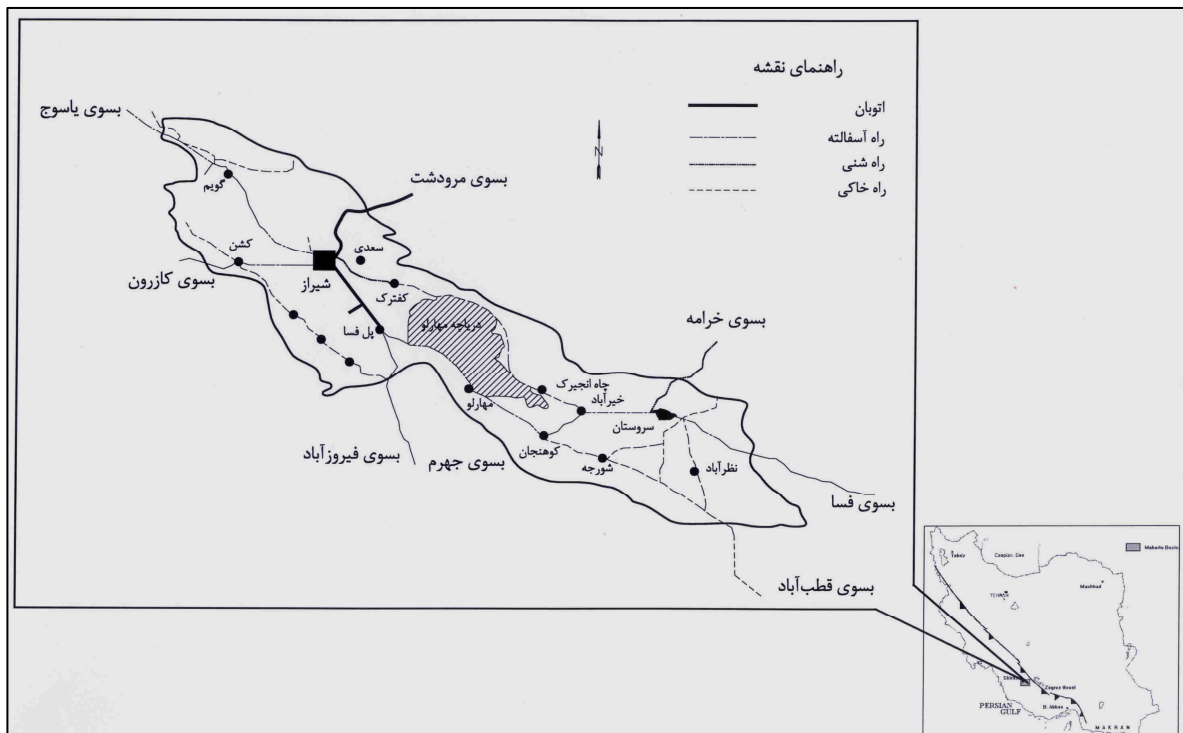 راهنمای نقشه
اتوبان
راه آسفالته
راه شنی
راه خاکی
N
بسوی یاسوج
گویم
بسوی مرودشت
کشن
سعدی
بسوی کازرون
شیراز
کفترک
دریاچه مهارلو
پل فسا
بسوی خرامه
مهارلو
چاه انجیرک
خیرآباد
سروستان
کوهنجان
شورجه
نظرآباد
بسوی فیروزآباد
بسوی جهرم
بسوی فسا
بسوی قطب‌آباد
Caspian Sea
Maharlu Basin
Mashhad
TEHRAN
Zagros thrust
PERSIAN
GULF
B. Abbas
MAKRAN